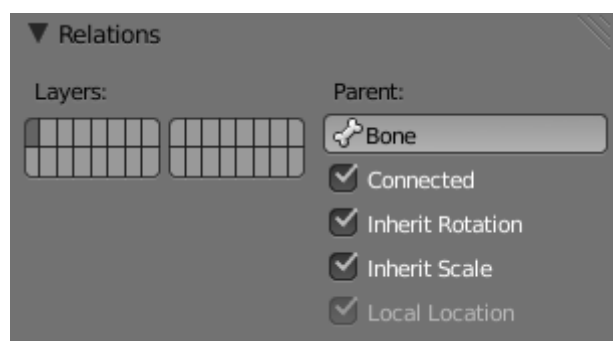 Relations
Layers:
Parent:
Bone
Connected
Inherit Rotation
Inherit Scale
Local Location